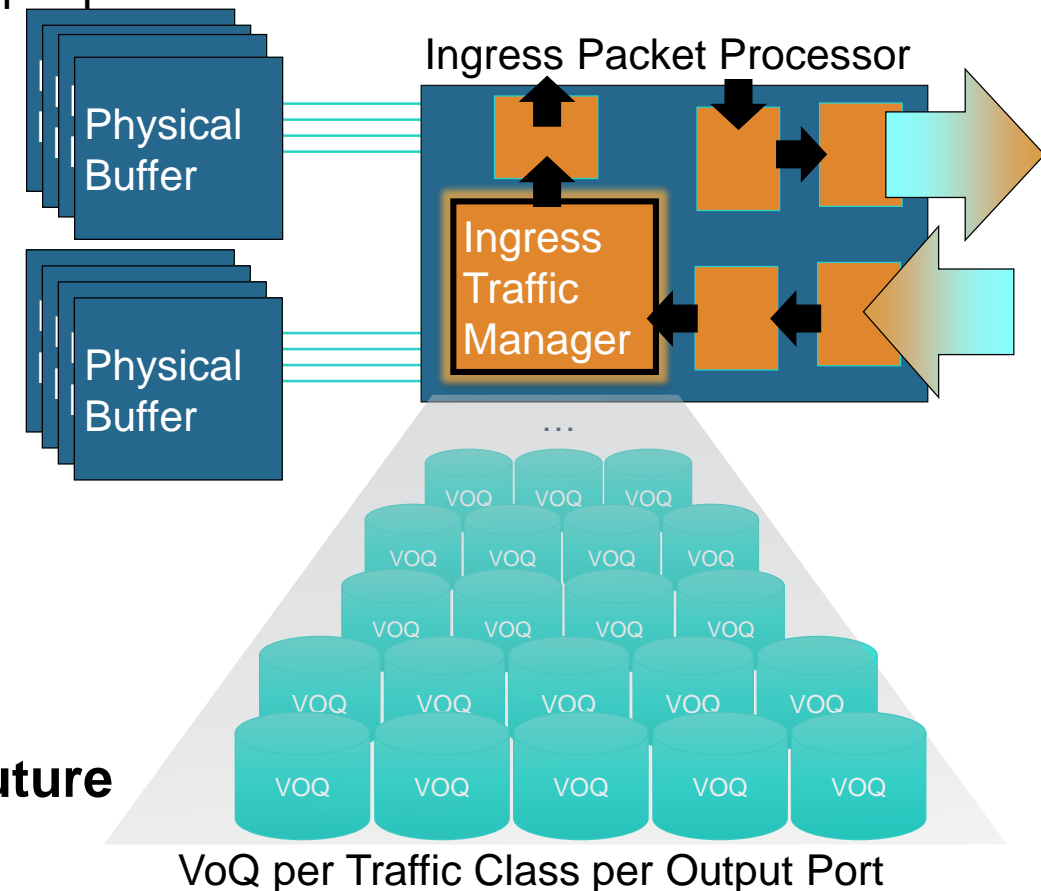 Ingress Packet Processor
Physical
Buffer
Ingress
Traffic
Manager
Physical
Buffer
...
VOQ VOQ VOQ
VOQ VOQ VOQ VOQ
VOQ VOQ VOQ VOQ
VOQ VOQ VOQ VOQ VOQ
VOQ VOQ VOQ VOQ VOQ
VoQ per Traffic Class per Output Port